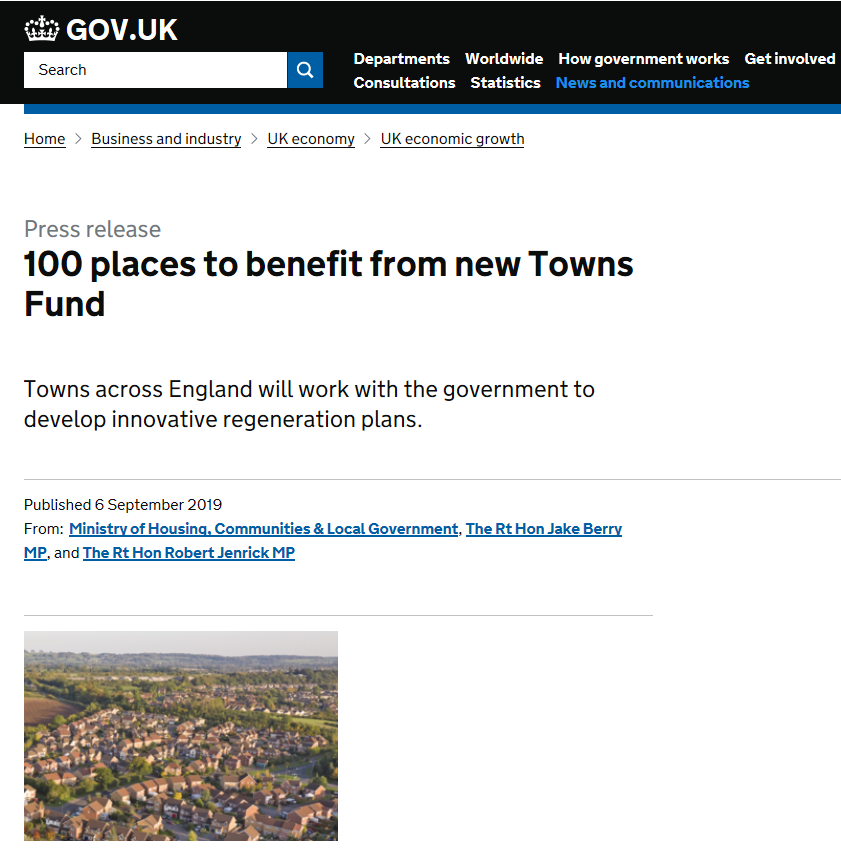 GOV.UK
Search
Departments Worldwide How government works Get involved
Consultations Statistics News and communications
Home > Business and industry > UK economy > UK economic growth
Press release
100 places to benefit from new Towns
Fund
Towns across England will work with the government to
develop innovative regeneration plans.
Published 6 September 2019
From: Ministry of Housing, Communities & Local Government, The Rt Hon Jake Berry
MP, and The Rt Hon Robert Jenrick MP